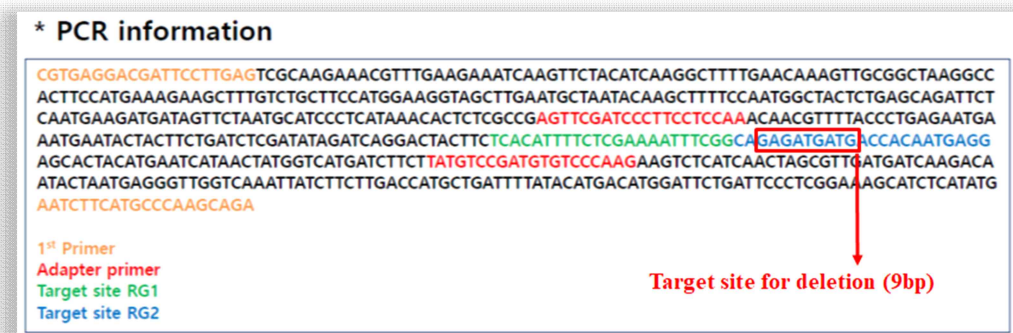 * PCR information
CGTGAGGACGATTCCTTGAGTCGCAAGAAACGTTTGAAGAAATCAAGTTCTACATCAAGGCTTTTGAACAAAGTTGCGGCTAAGGCC
ACTTCCATGAAAGAAGCTTTGTCTGCTTCCATGGAAGGTAGCTTGAATGCTAATACAAGCTTTTCCAATGGCTACTCTGAGCAGATTCT
CAATGAAGATGATAGTTCTAATGCATCCCTCATAAACACTCTCGCCGAGTTCGATCCCTTCCTCCAAACAACGTTTTACCCTGAGAATGA
AATGAATACTACTTCTGATCTCGATATAGATCAGGACTACTTCTCACATTTTCTCGAAAATTTCGGCAGAGATGATGACCACAATGAGG
AGCACTACATGAATCATAACTATGGTCATGATCTTCTTATGTCCGATGTGTCCCAAGAAGTCTCATCAACTAGCGTTGATGATCAAGACA
ATACTAATGAGGGTTGGTCAAATTATCTTCTTGACCATGCTGATTTTATACATGACATGGATTCTGATTCCCTCGGAAAGCATCTCATATG
AATCTTCATGCCCAAGCAGA
1st Primer
Adapter primer
Target site RG1
Target site RG2
Target site for deletion (9bp)